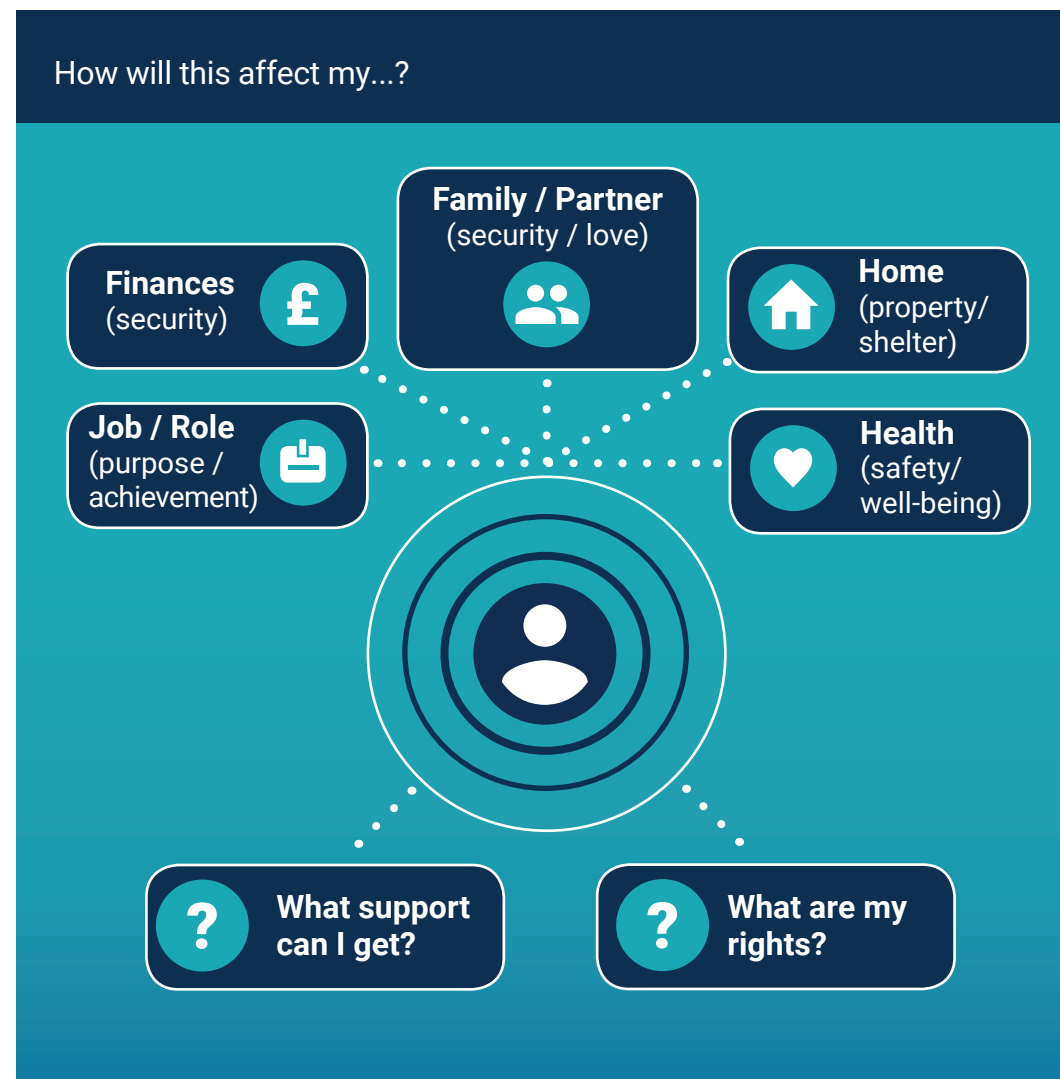 How will this affect my...?
Family / Partner
(security / love)
Finances
(security)
£
Home
(property/
shelter)
Job / Role
(purpose /
achievement)
Health
(safety/
well-being)
?
What support
can I get?
?
What are my
rights?